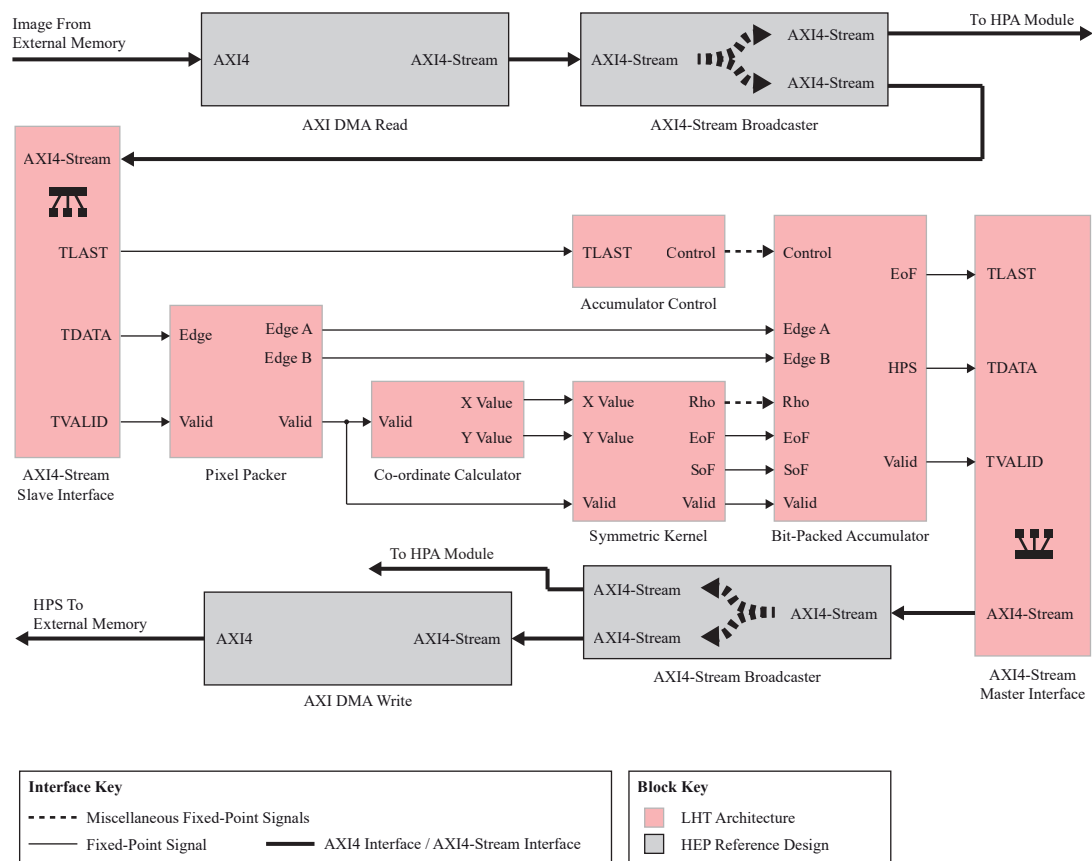 Image From
External Memory
To HPA Module
AXI4
AXI4-Stream
AXI4-Stream
AXI4-Stream
AXI4-Stream
AXI DMA Read
AXI4-Stream Broadcaster
AXI4-Stream
TLAST
TDATA
TVALID
AXI4-Stream
Slave Interface
TLAST
Control
Accumulator Control
Edge
Edge A
Edge B
Valid
Valid
Pixel Packer
Valid
X Value
Y Value
Co-ordinate Calculator
X Value
Y Value
Valid
Rho
EoF
SoF
Valid
Symmetric Kernel
Control
Edge A
Edge B
Rho
EoF
SoF
Valid
EoF
HPS
Valid
Bit-Packed Accumulator
TLAST
TDATA
TVALID
AXI4-Stream
AXI4-Stream
Master Interface
To HPA Module
HPS To
External Memory
AXI4
AXI4-Stream
AXI DMA Write
AXI4-Stream
AXI4-Stream
AXI4-Stream
AXI4-Stream Broadcaster
Interface Key
Miscellaneous Fixed-Point Signals
Fixed-Point Signal
AXI4 Interface / AXI4-Stream Interface
Block Key
LHT Architecture
HEP Reference Design